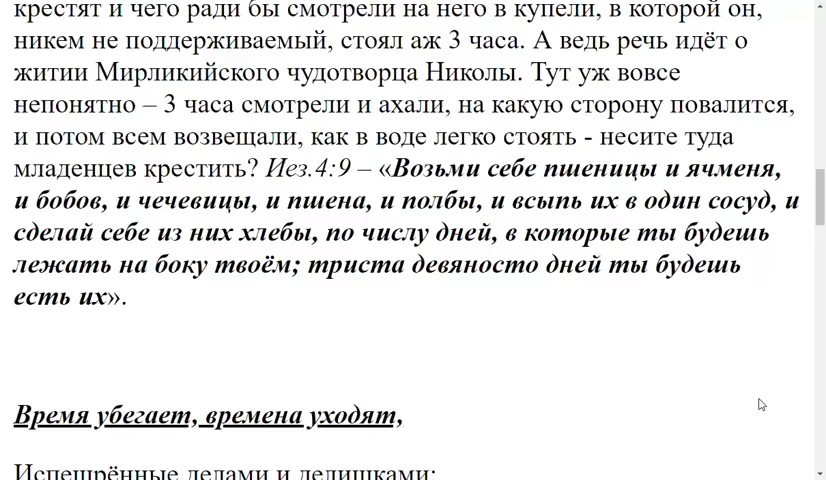 крестят и чего ради бы смотрели на него в купели, в которой он,
никем не поддерживаемый, стоял аж 3 часа. А ведь речь идёт о
житии Мирликийского чудотворца Николы. Тут уж вовсе
непонятно – 3 часа смотрели и ахали, на какую сторону повалится,
и потом всем возвещали, как в воде легко стоять - несите туда
младенцев крестить? Иез.4:9 – «Возьми себе пшеницы и ячменя,
и бобов, и чечевицы, и пшена, и полбы, и всыпь их в один сосуд, и
сделай себе из них хлебы, по числу дней, в которые ты будешь
лежать на боку твоём; триста девяносто дней ты будешь
есть их».
Время убегает, времена уходят,
Испещрённые делами и делишками: